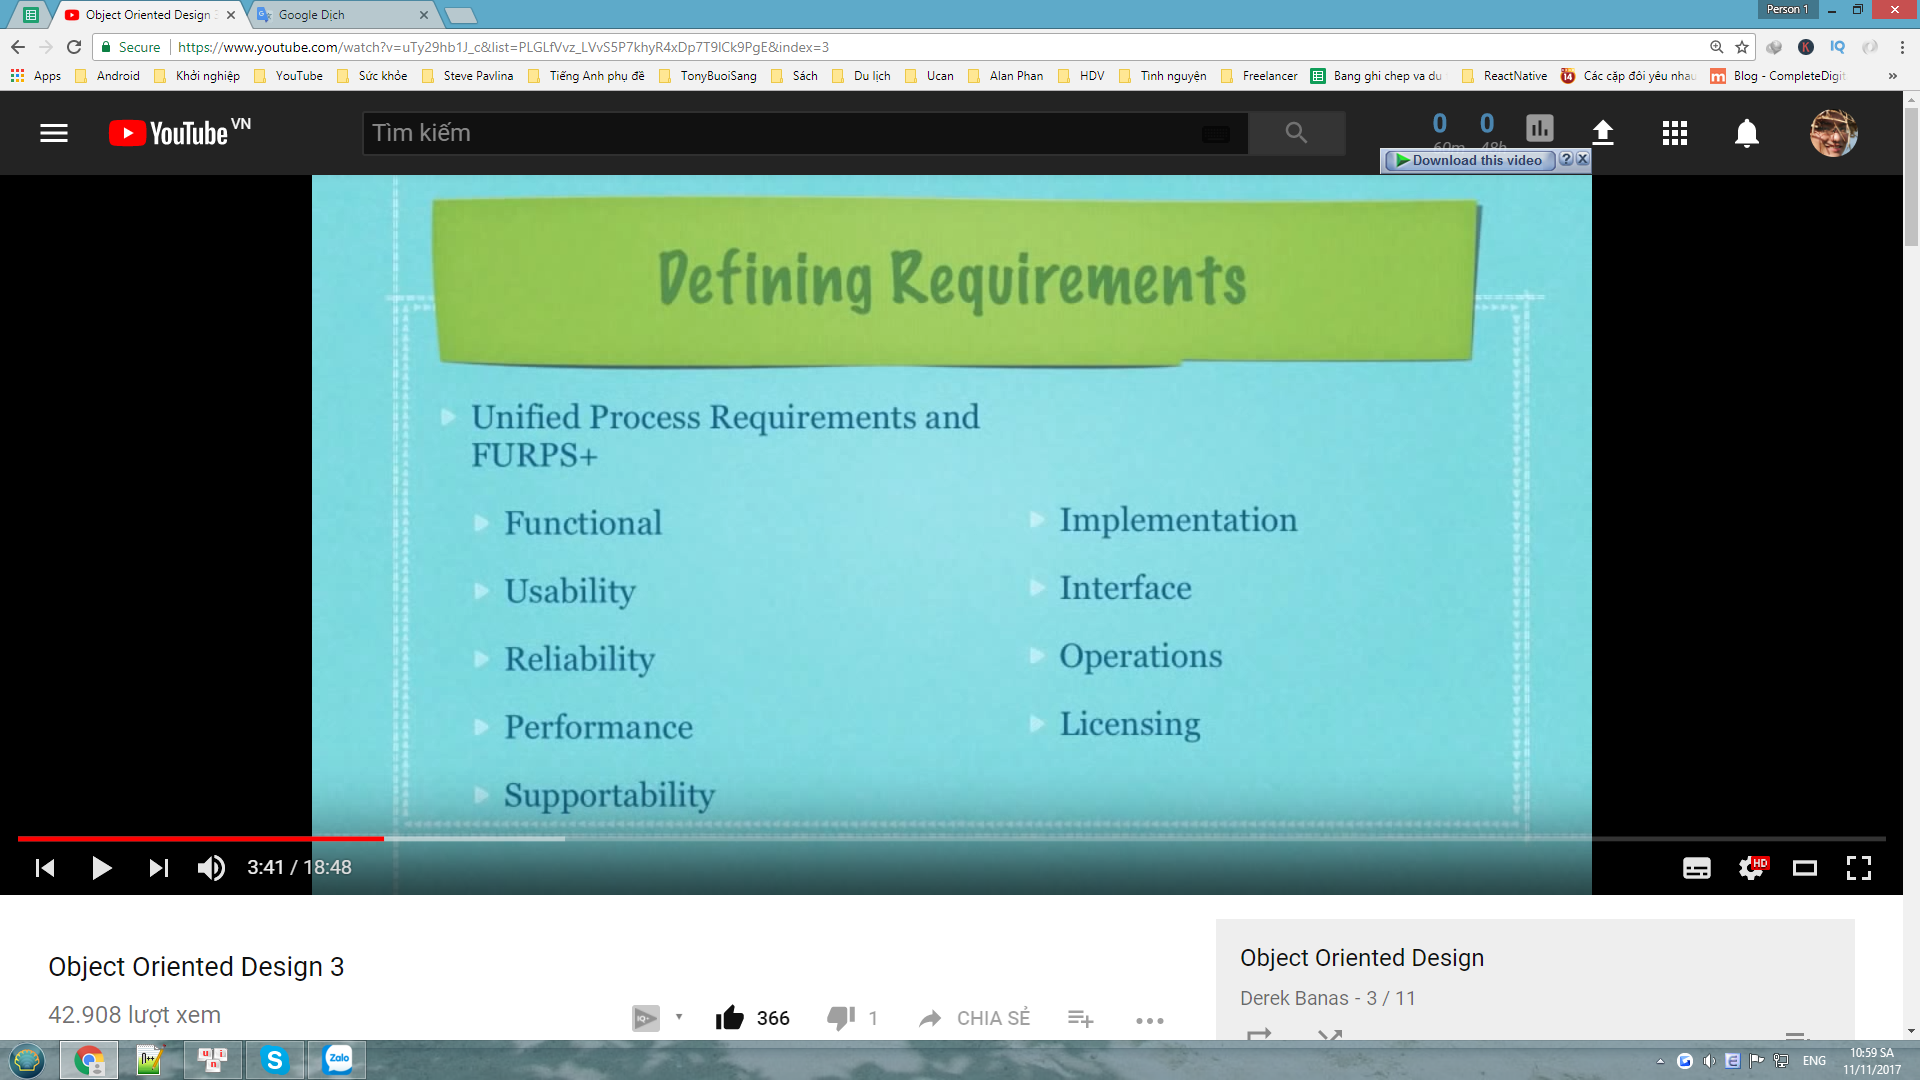 Object Oriented Design 3
Google Dịch
Person 1
Secure
https://www.youtube.com/watch?v=uTy29hb1J_c&list=PLGLfVvz_LVvS5P7khyR4xDp7T9lCk9PgE&index=3
Apps Android Khởi nghiệp YouTube Sức khỏe Steve Pavlina Tiếng Anh phụ đề TonyBuoiSang Sách Du lịch Ucan Alan Phan HDV Tình nguyện Freelancer Bang ghi chep va du ReactNative Các cặp đôi yêu nhau Blog - CompleteDigit »
YouTube VN
Tìm kiếm
0 0
60m 48h
Download this video
Defining Requirements
Unified Process Requirements and
FURPS+
Functional
Usability
Reliability
Performance
Supportability
Implementation
Interface
Operations
Licensing
3:41 / 18:48
HD
Object Oriented Design 3
42.908 lượt xem
366
1
CHIA SẺ
Object Oriented Design
Derek Banas - 3 / 11
Zalo
ENG
10:59 SA
11/11/2017